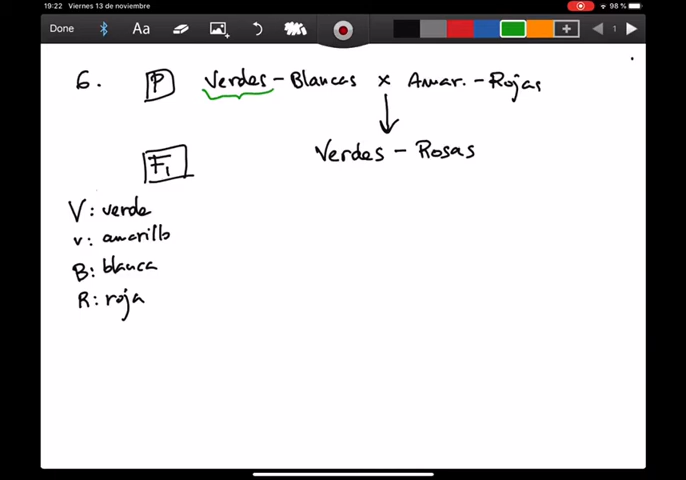 19:22 Viernes 13 de noviembre 98 %
Done Aa 1
6. P Verdes - Blancas x Amar. - Rojas
F1 Verdes - Rosas
V: verde
v: amarillo
B: blanca
R: roja